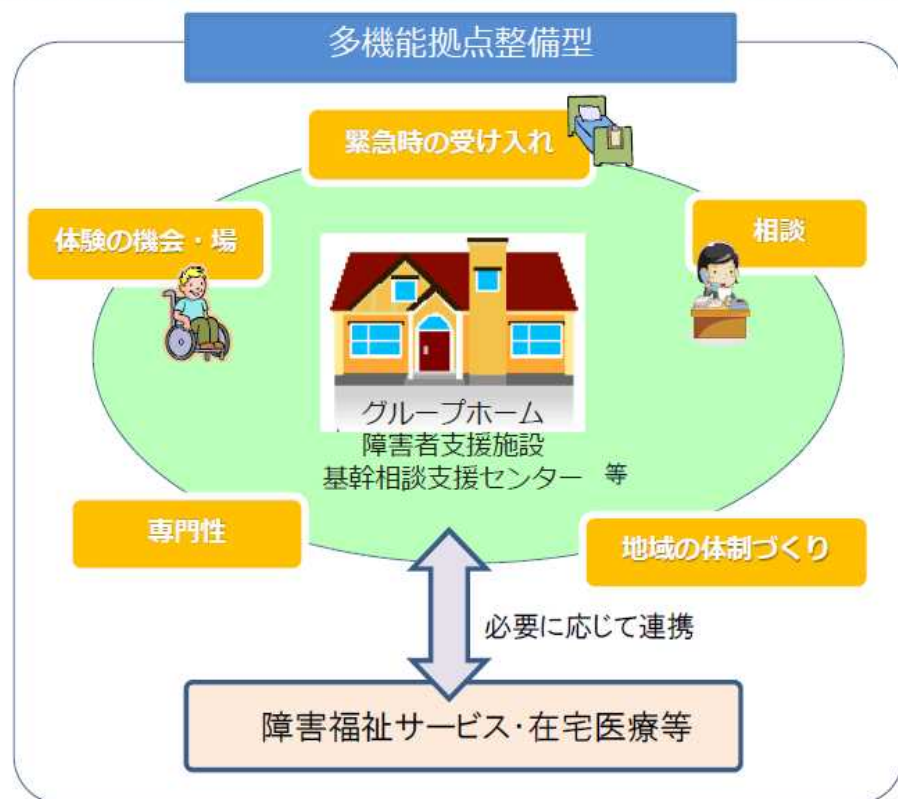 多機能拠点整備型
緊急時の受け入れ
体験の機会・場
相談
グループホーム
障害者支援施設
基幹相談支援センター 等
専門性
地域の体制づくり
必要に応じて連携
障害福祉サービス・在宅医療等